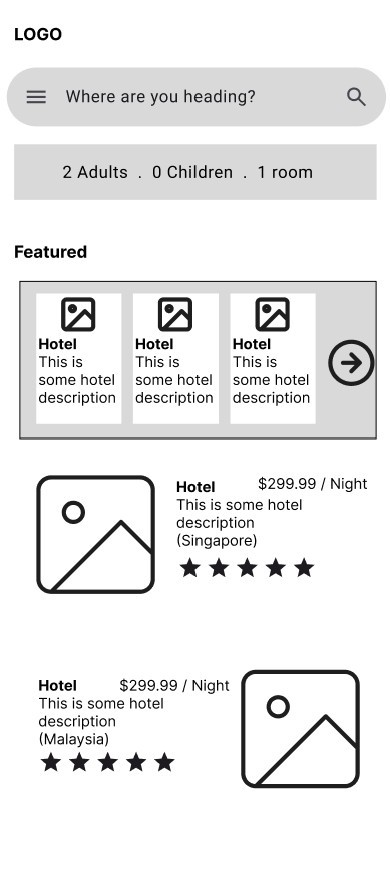 LOGO
Where are you heading?
2 Adults . 0 Children . 1 room
Featured
Hotel
This is
some hotel
description
Hotel
This is
some hotel
description
Hotel
This is
some hotel
description
Hotel $299.99 / Night
This is some hotel
description
(Singapore)
Hotel $299.99 / Night
This is some hotel
description
(Malaysia)